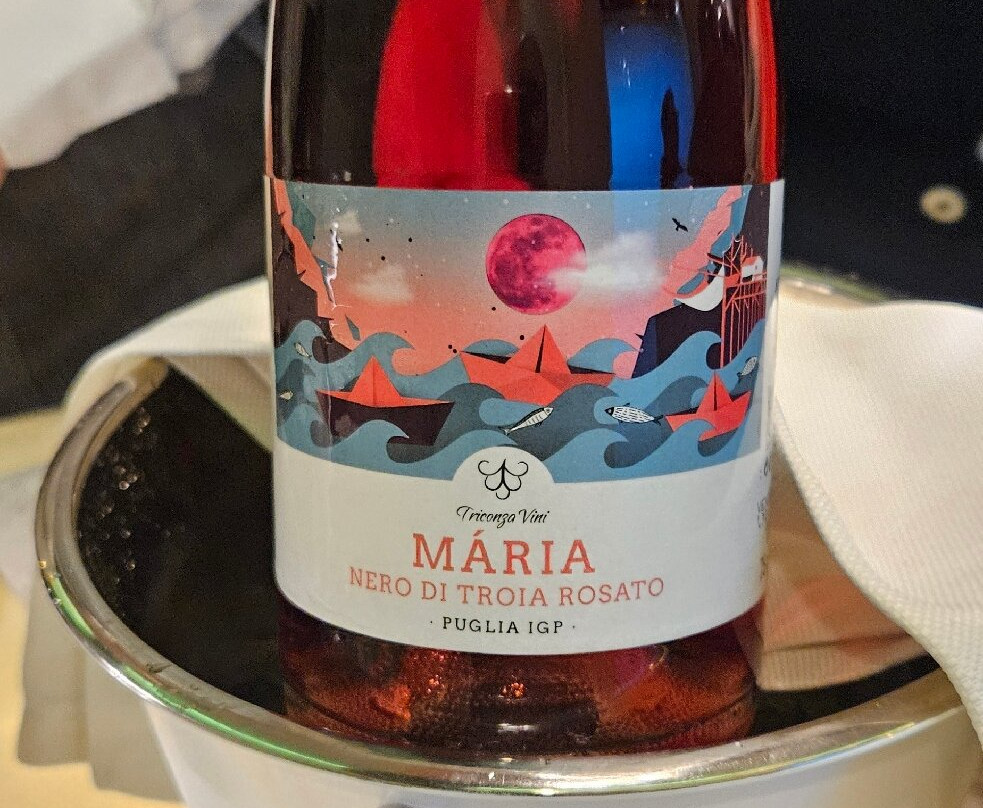 Triconza Vini
MÁRIA
NERO DI TROIA ROSATO
· PUGLIA IGP ·